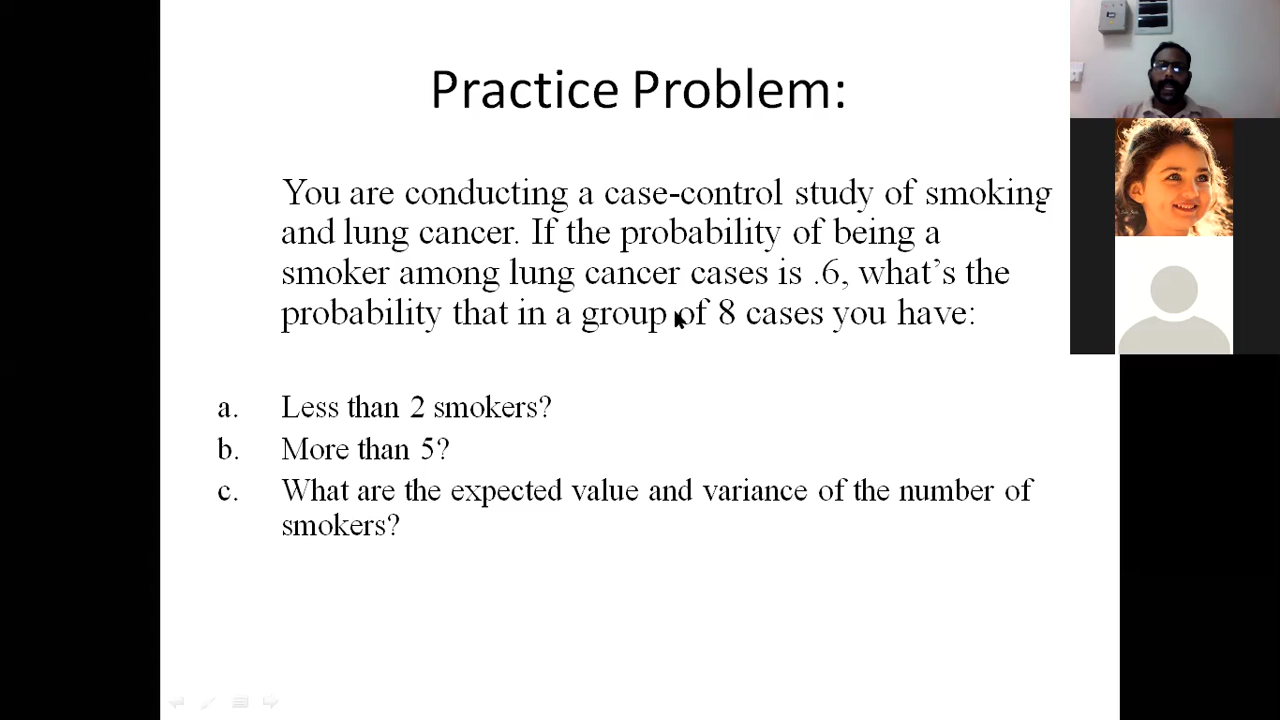 Practice Problem:
You are conducting a case-control study of smoking
and lung cancer. If the probability of being a
smoker among lung cancer cases is .6, what’s the
probability that in a group of 8 cases you have:
a. Less than 2 smokers?
b. More than 5?
c. What are the expected value and variance of the number of
smokers?